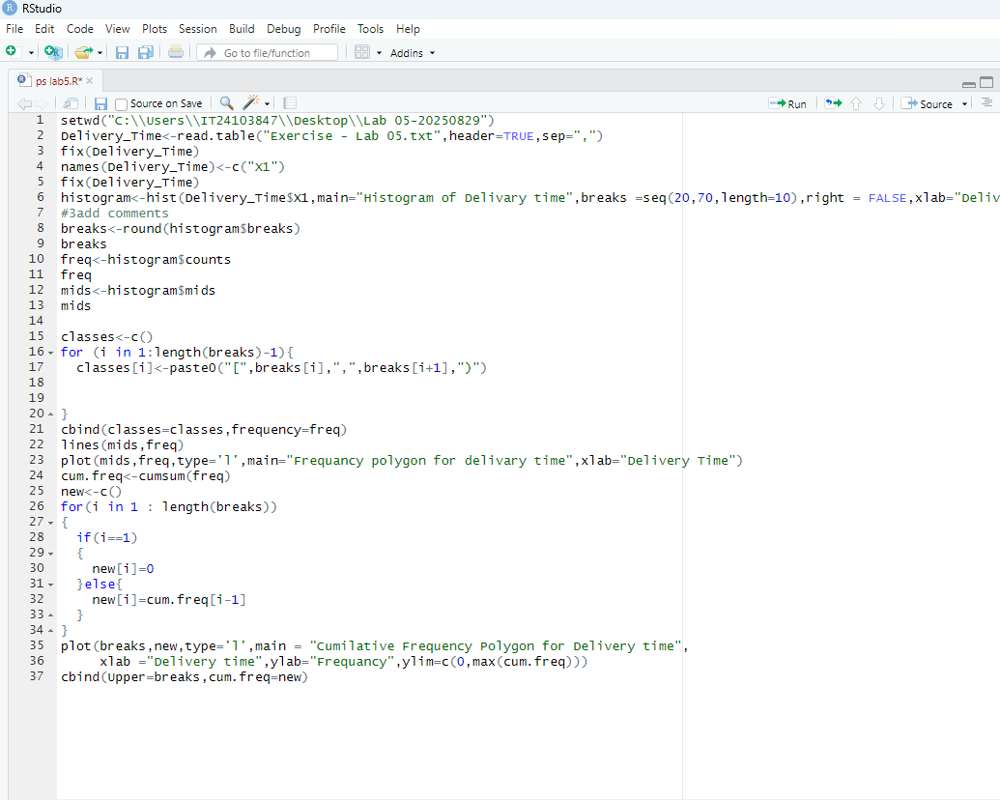 RStudio
File Edit Code View Plots Session Build Debug Profile Tools Help
Go to file/function Addins
ps lab5.R*
Source on Save Run Source
1 setwd("C:\\Users\\IT24103847\\Desktop\\Lab 05-20250829")
2 Delivery_Time<-read.table("Exercise - Lab 05.txt",header=TRUE,sep=",")
3 fix(Delivery_Time)
4 names(Delivery_Time)<-c("X1")
5 fix(Delivery_Time)
6 histogram<-hist(Delivery_Time$X1,main="Histogram of Delivary time",breaks =seq(20,70,length=10),right = FALSE,xlab="Deliv
7 #3add comments
8 breaks<-round(histogram$breaks)
9 breaks
10 freq<-histogram$counts
11 freq
12 mids<-histogram$mids
13 mids
14
15 classes<-c()
16 for (i in 1:length(breaks)-1){
17   classes[i]<-paste0("[",breaks[i],",",breaks[i+1],")")
18
19
20 }
21 cbind(classes=classes,frequency=freq)
22 lines(mids,freq)
23 plot(mids,freq,type='l',main="Frequancy polygon for delivary time",xlab="Delivery Time")
24 cum.freq<-cumsum(freq)
25 new<-c()
26 for(i in 1 : length(breaks))
27 {
28   if(i==1)
29   {
30     new[i]=0
31   }else{
32     new[i]=cum.freq[i-1]
33   }
34 }
35 plot(breaks,new,type='l',main = "Cumilative Frequency Polygon for Delivery time",
36      xlab ="Delivery time",ylab="Frequancy",ylim=c(0,max(cum.freq)))
37 cbind(Upper=breaks,cum.freq=new)